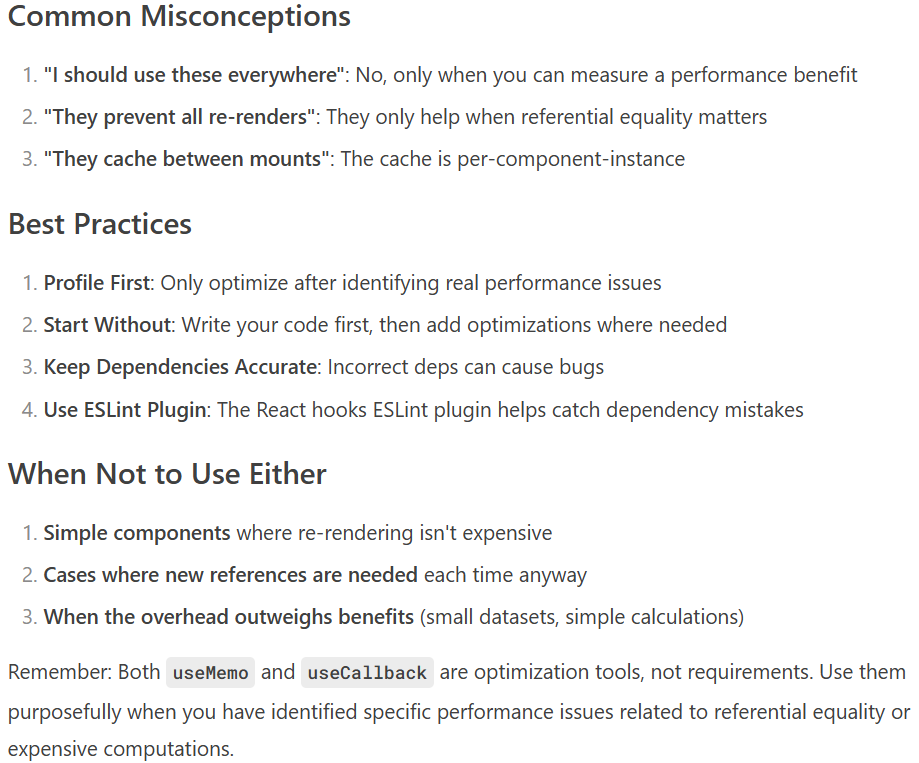 Common Misconceptions
1. "I should use these everywhere": No, only when you can measure a performance benefit
2. "They prevent all re-renders": They only help when referential equality matters
3. "They cache between mounts": The cache is per-component-instance
Best Practices
1. Profile First: Only optimize after identifying real performance issues
2. Start Without: Write your code first, then add optimizations where needed
3. Keep Dependencies Accurate: Incorrect deps can cause bugs
4. Use ESLint Plugin: The React hooks ESLint plugin helps catch dependency mistakes
When Not to Use Either
1. Simple components where re-rendering isn't expensive
2. Cases where new references are needed each time anyway
3. When the overhead outweighs benefits (small datasets, simple calculations)
Remember: Both useMemo and useCallback are optimization tools, not requirements. Use them
purposefully when you have identified specific performance issues related to referential equality or
expensive computations.